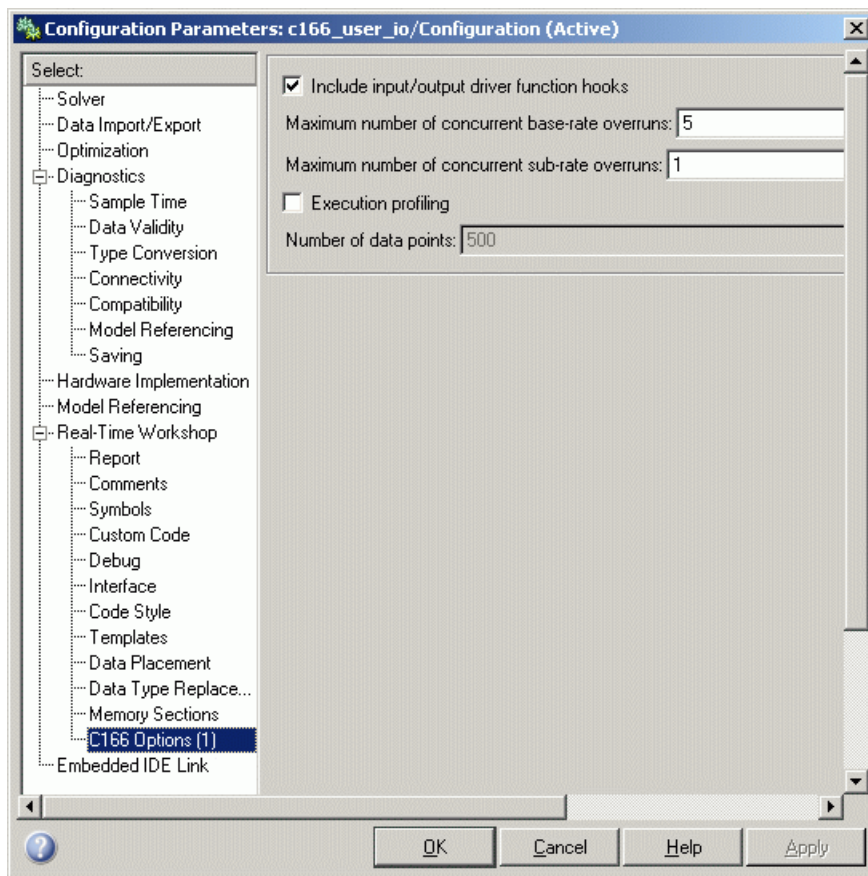 Configuration Parameters: c166_user_io/Configuration (Active)
Select:
Solver
Data Import/Export
Optimization
Diagnostics
Sample Time
Data Validity
Type Conversion
Connectivity
Compatibility
Model Referencing
Saving
Hardware Implementation
Model Referencing
Real-Time Workshop
Report
Comments
Symbols
Custom Code
Debug
Interface
Code Style
Templates
Data Placement
Data Type Replace...
Memory Sections
C166 Options (1)
Embedded IDE Link
Include input/output driver function hooks
Maximum number of concurrent base-rate overruns: 5
Maximum number of concurrent sub-rate overruns: 1
Execution profiling
Number of data points: 500
? OK Cancel Help Apply